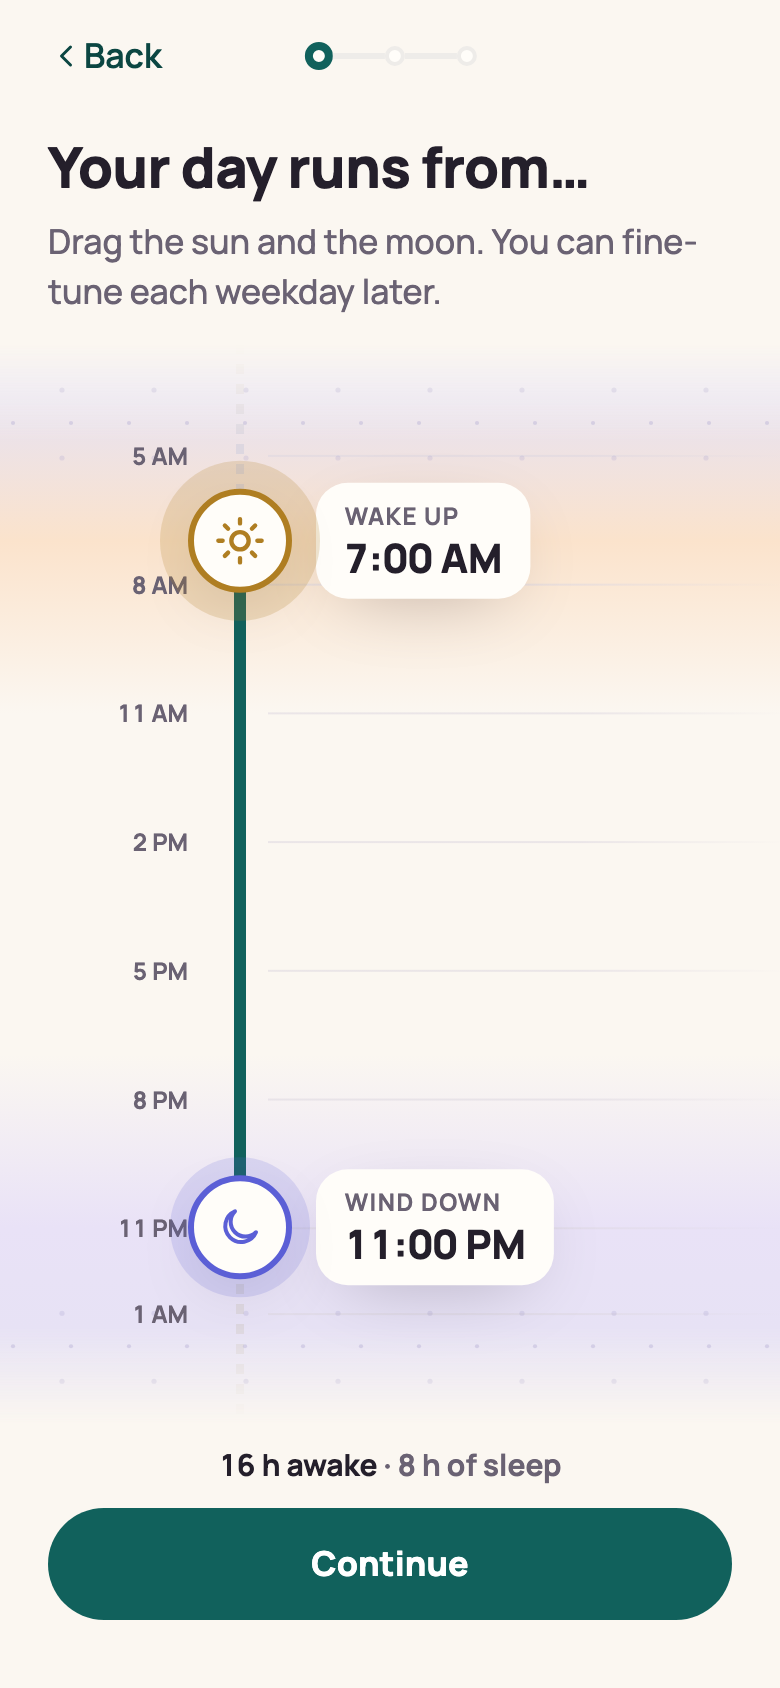 Back
Your day runs from...
Drag the sun and the moon. You can fine-
tune each weekday later.
5 AM
WAKE UP
7:00 AM
8 AM
11 AM
2 PM
5 PM
8 PM
WIND DOWN
11 PM
11:00 PM
1 AM
16 h awake · 8 h of sleep
Continue